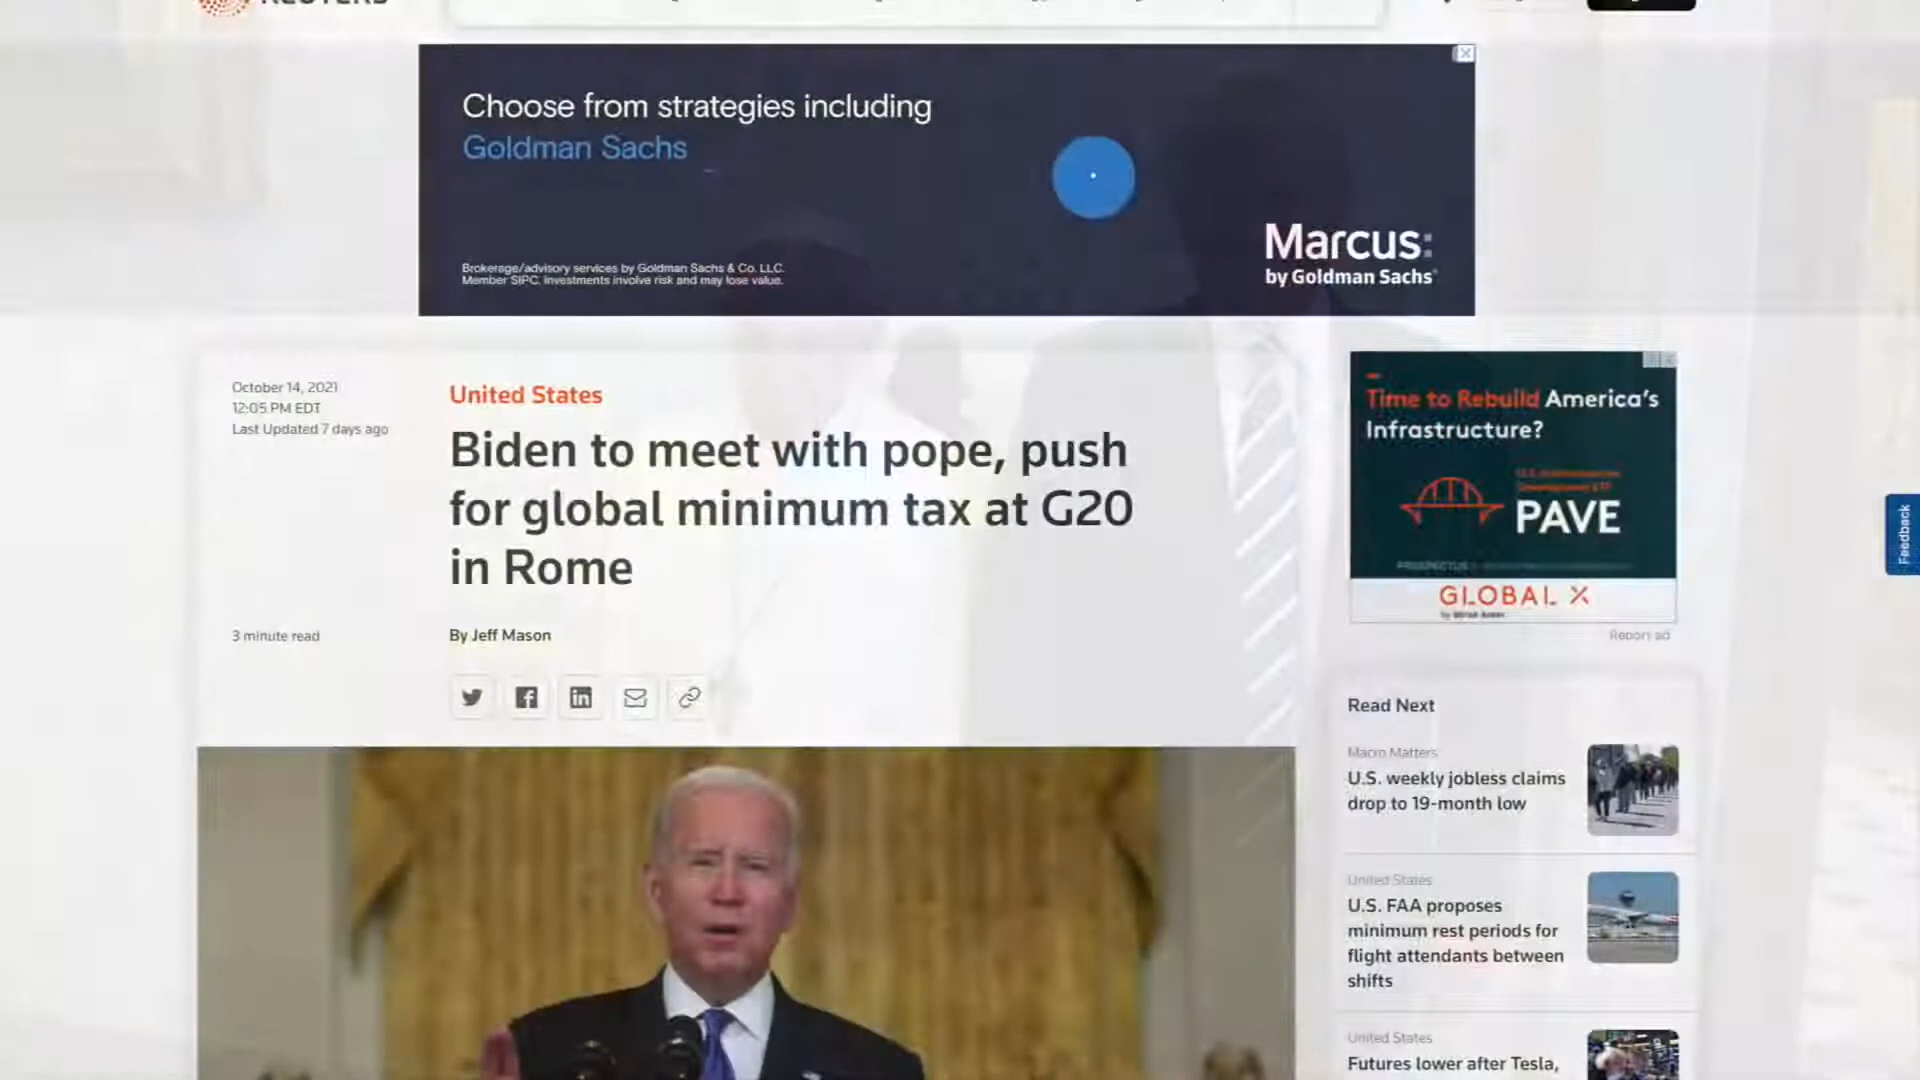 REUTERS
Choose from strategies including
Goldman Sachs
Brokerage/advisory services by Goldman Sachs & Co. LLC.
Member SIPC. Investments involve risk and may lose value.
Marcus:
by Goldman Sachs
October 14, 2021
12:05 PM EDT
Last Updated 7 days ago
United States
Biden to meet with pope, push
for global minimum tax at G20
in Rome
3 minute read
By Jeff Mason
Time to Rebuild America's
Infrastructure?
PAVE
GLOBAL X
Report ad
Feedback
Read Next
Macro Matters
U.S. weekly jobless claims
drop to 19-month low
United States
U.S. FAA proposes
minimum rest periods for
flight attendants between
shifts
United States
Futures lower after Tesla,